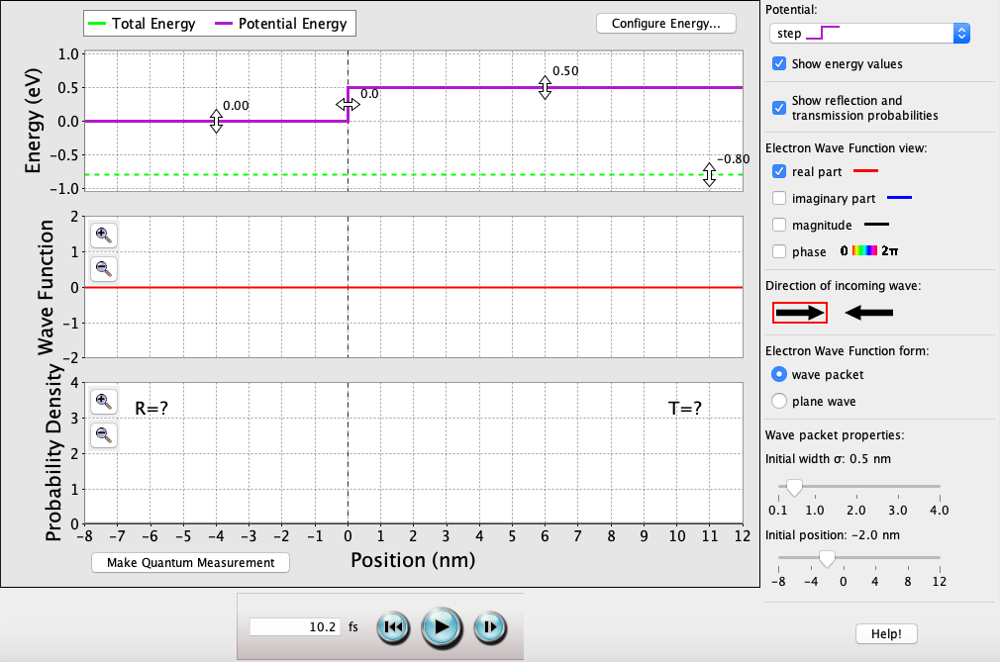 Total Energy
Potential Energy
Configure Energy...
Energy (eV)
1.0
0.5
0.0
−0.5
−1.0
0.00
0.0
0.50
−0.80
Wave Function
2
1
0
−1
−2
Probability Density
4
3
2
1
0
R=?
T=?
−8 −7 −6 −5 −4 −3 −2 −1 0 1 2 3 4 5 6 7 8 9 10 11 12
Position (nm)
Make Quantum Measurement
10.2 fs
Potential:
step
Show energy values
Show reflection and
transmission probabilities
Electron Wave Function view:
real part
imaginary part
magnitude
phase 0 2π
Direction of incoming wave:
Electron Wave Function form:
wave packet
plane wave
Wave packet properties:
Initial width σ: 0.5 nm
0.1 1.0 2.0 3.0 4.0
Initial position: −2.0 nm
−8 −4 0 4 8 12
Help!